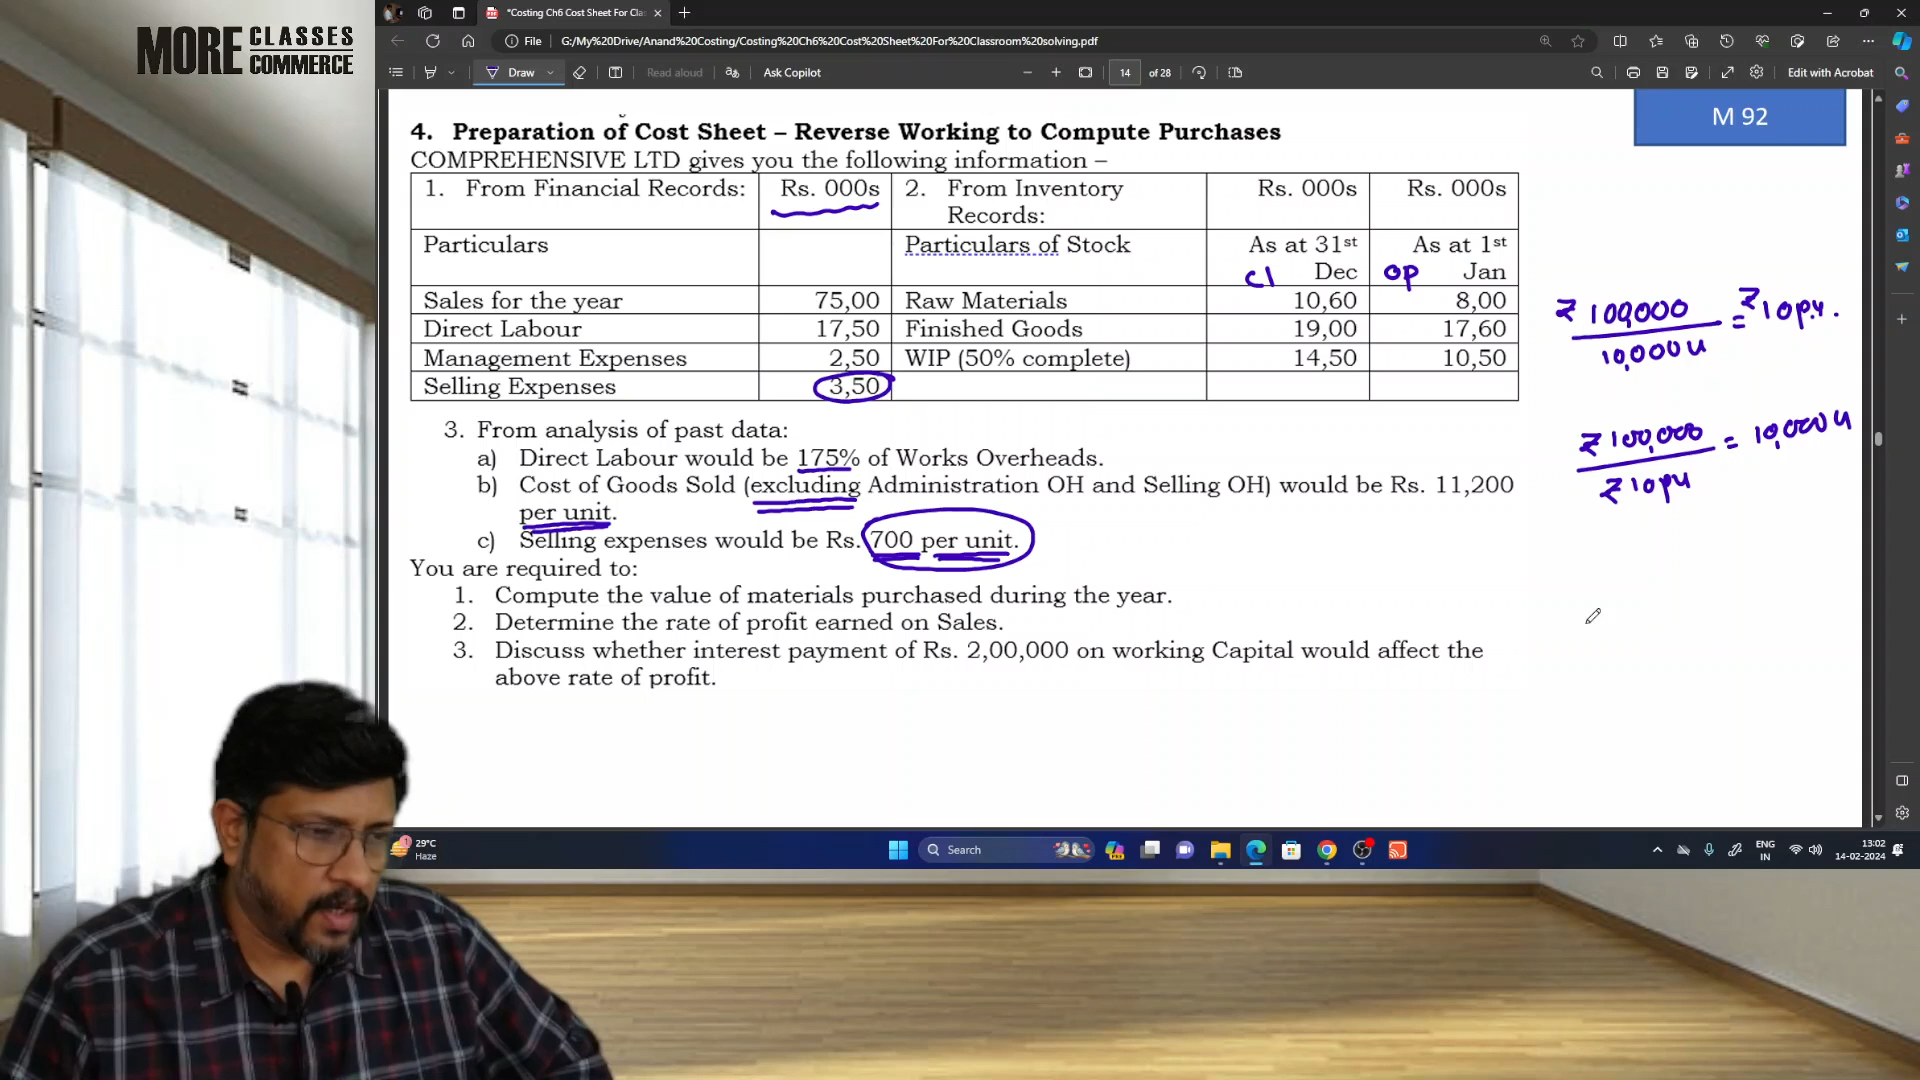 MORE CLASSES COMMERCE
*Costing Ch6 Cost Sheet For Cla
File G:/My%20Drive/Anand%20Costing/Costing%20Ch6%20Cost%20Sheet%20For%20Classroom%20solving.pdf
Draw Read aloud Ask Copilot 14 of 28 Edit with Acrobat
M 92
4. Preparation of Cost Sheet – Reverse Working to Compute Purchases
COMPREHENSIVE LTD gives you the following information –
1. From Financial Records: Rs. 000s 2. From Inventory Records: Rs. 000s Rs. 000s
Particulars Particulars of Stock As at 31st Dec As at 1st Jan
cl op
Sales for the year 75,00 Raw Materials 10,60 8,00
Direct Labour 17,50 Finished Goods 19,00 17,60
Management Expenses 2,50 WIP (50% complete) 14,50 10,50
Selling Expenses 3,50
₹ 100,000 = ₹10 p.u.
10,000 u
₹ 100,000 = 10,000 u
₹ 10 pu
3. From analysis of past data:
a) Direct Labour would be 175% of Works Overheads.
b) Cost of Goods Sold (excluding Administration OH and Selling OH) would be Rs. 11,200
per unit.
c) Selling expenses would be Rs. 700 per unit.
You are required to:
1. Compute the value of materials purchased during the year.
2. Determine the rate of profit earned on Sales.
3. Discuss whether interest payment of Rs. 2,00,000 on working Capital would affect the
above rate of profit.
29°C
Haze
Search
ENG
IN
13:02
14-02-2024